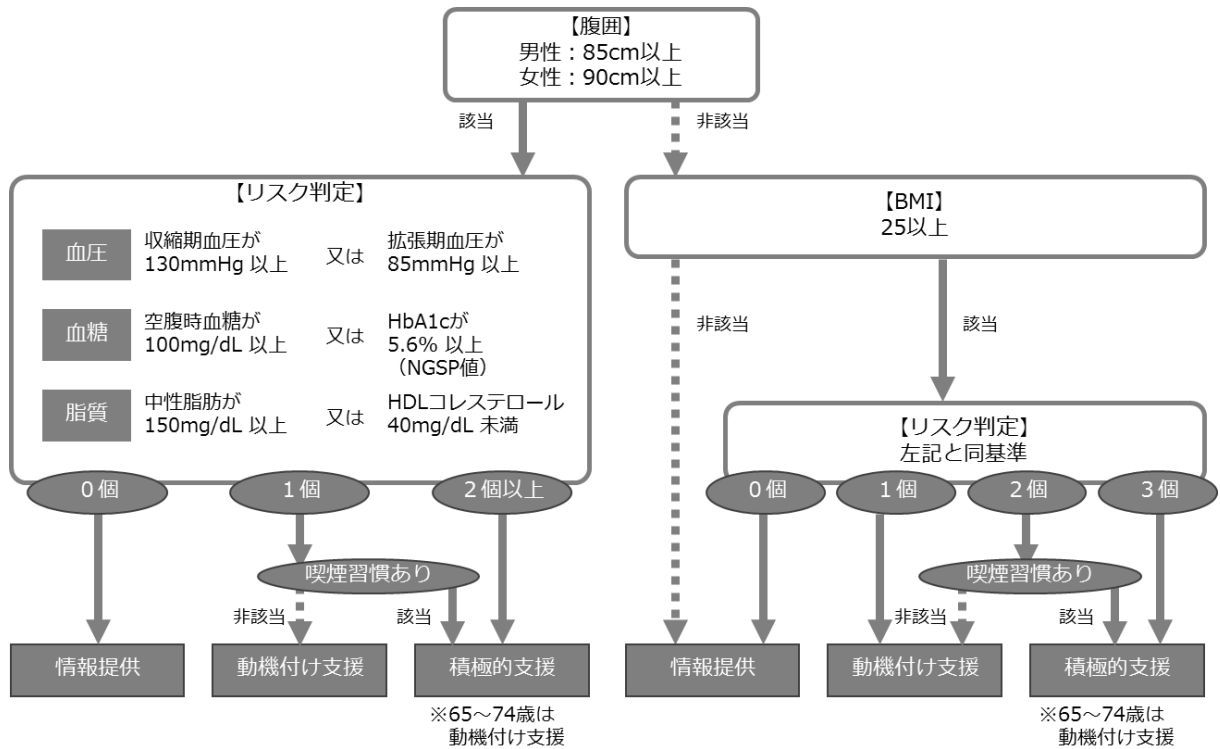 【腹囲】
男性：85cm以上
女性：90cm以上
該当
非該当
【リスク判定】
血圧
収縮期血圧が
130mmHg 以上
又は
拡張期血圧が
85mmHg 以上
血糖
空腹時血糖が
100mg/dL 以上
又は
HbA1cが
5.6% 以上
（NGSP値）
脂質
中性脂肪が
150mg/dL 以上
又は
HDLコレステロール
40mg/dL 未満
０個
１個
２個以上
喫煙習慣あり
非該当
該当
情報提供
動機付け支援
積極的支援
※65～74歳は
動機付け支援
【BMI】
25以上
非該当
該当
【リスク判定】
左記と同基準
０個
１個
２個
３個
喫煙習慣あり
非該当
該当
情報提供
動機付け支援
積極的支援
※65～74歳は
動機付け支援